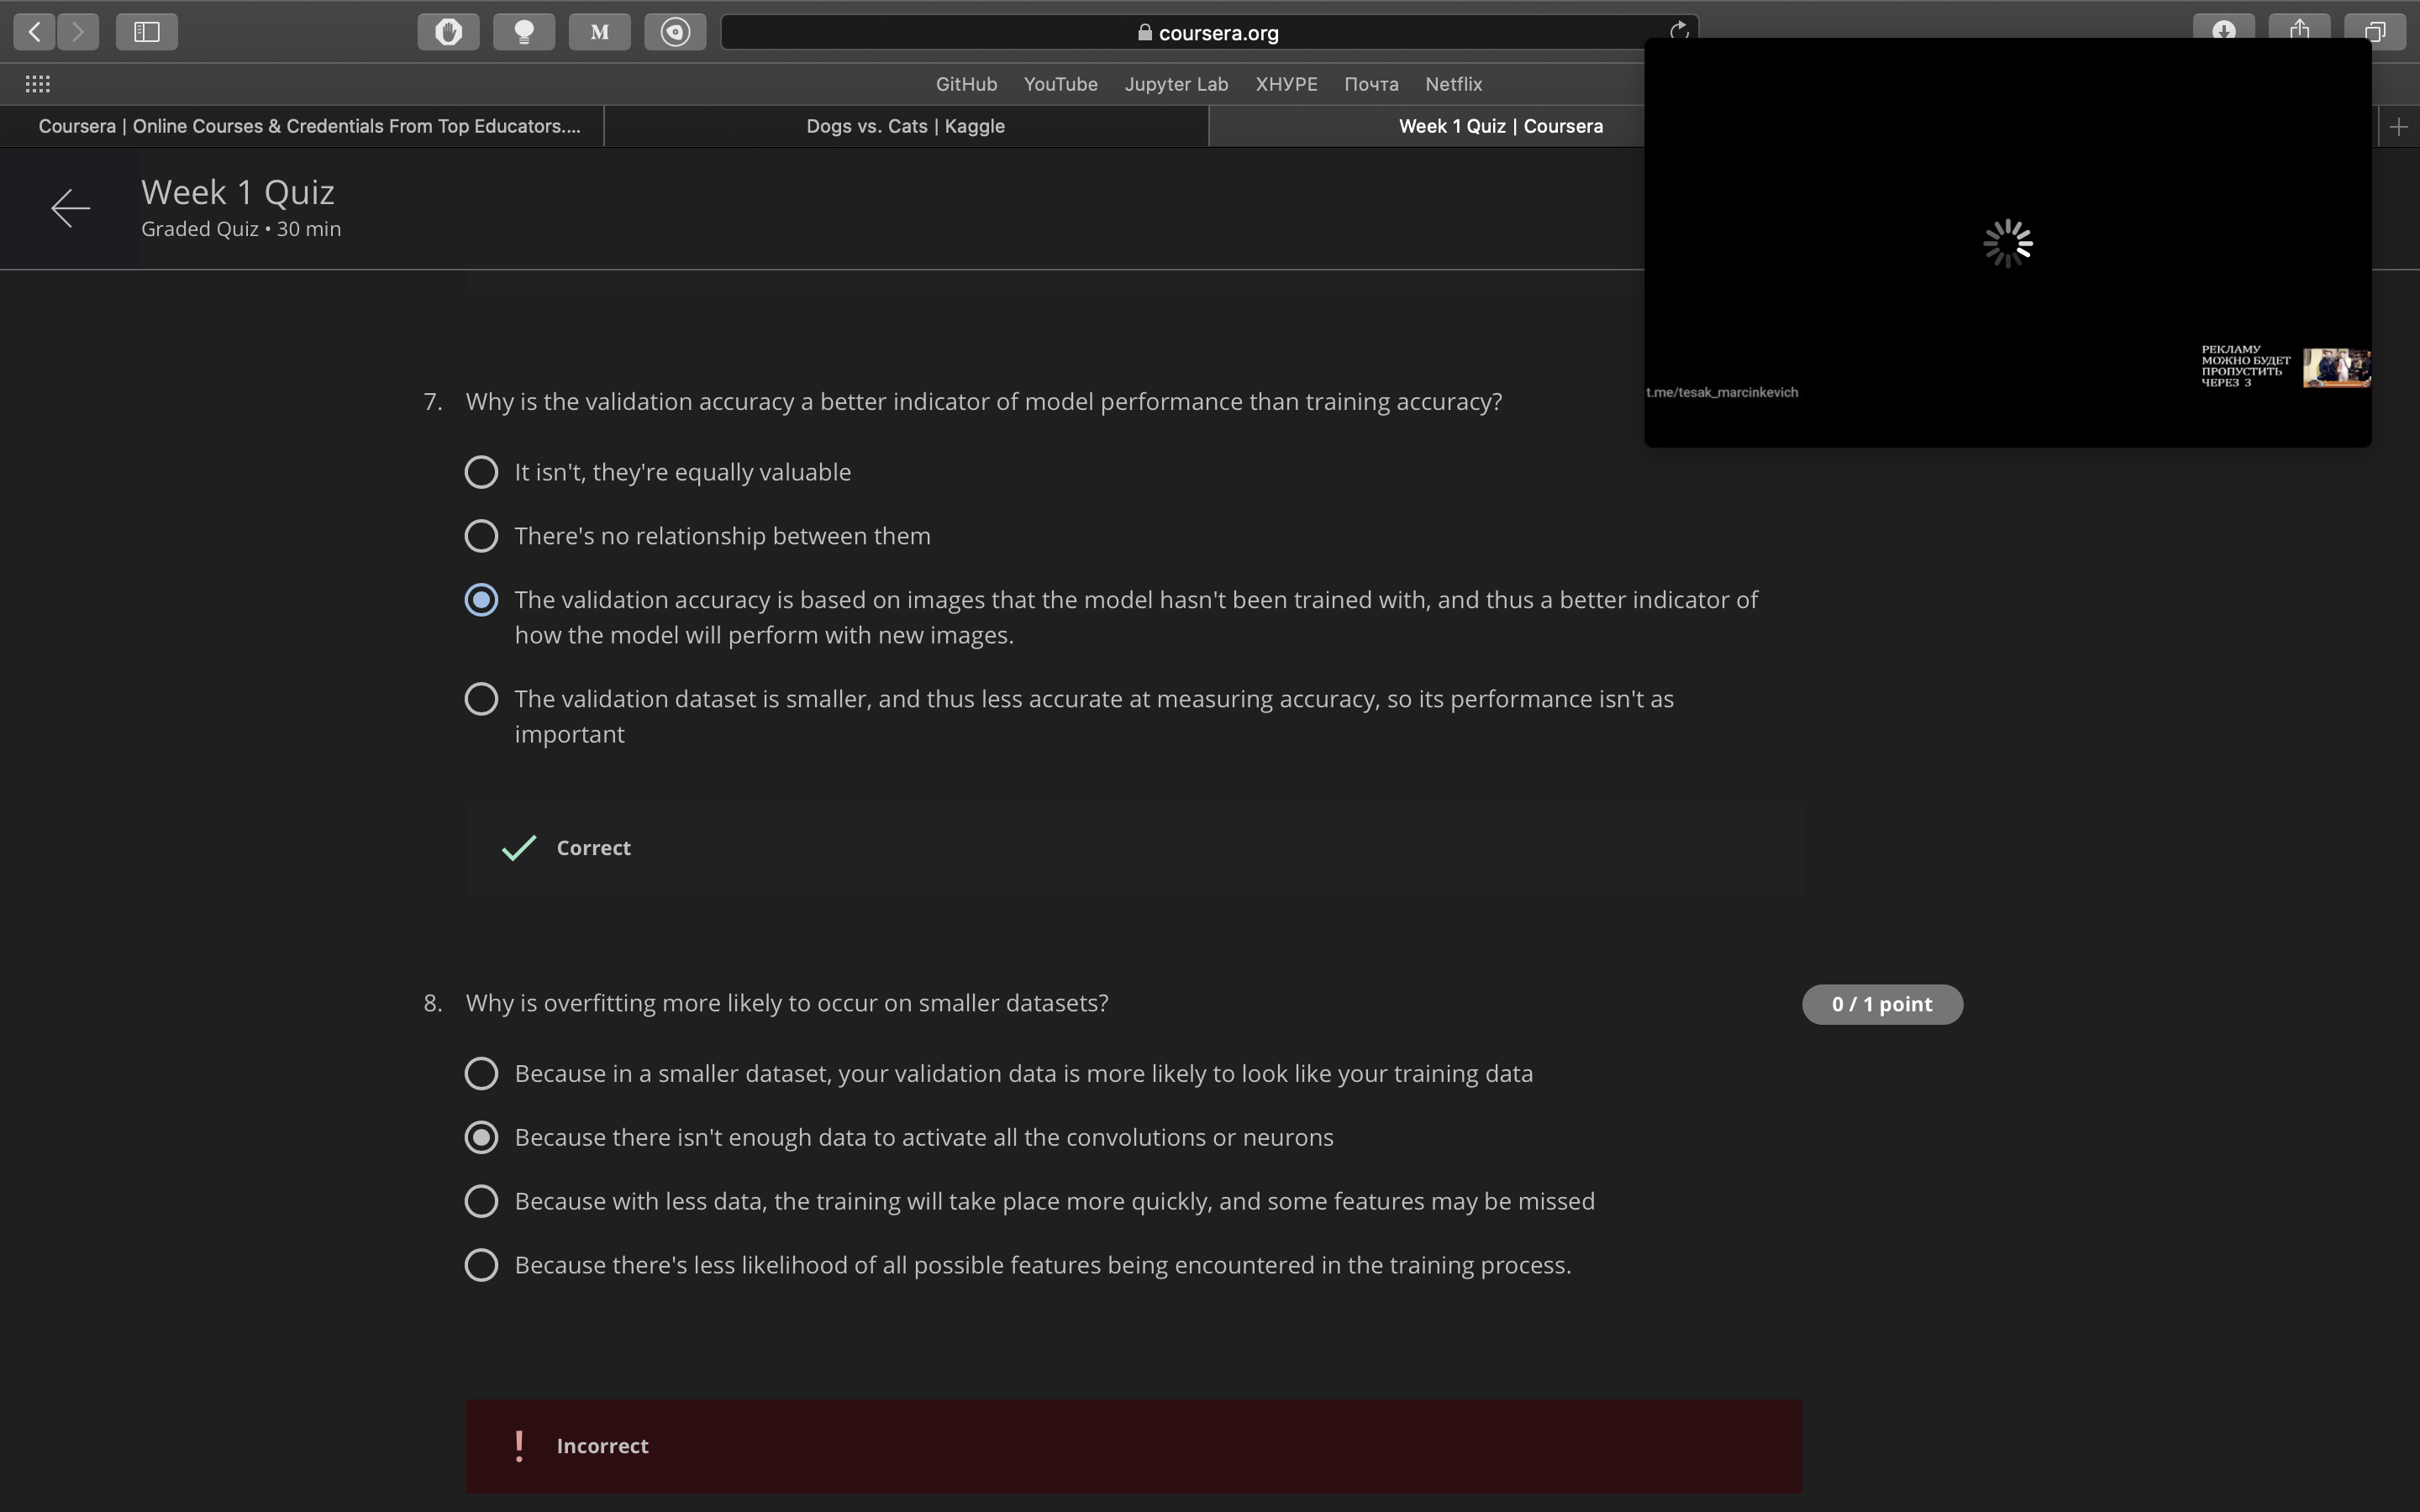 M
coursera.org
GitHub YouTube Jupyter Lab ХНУРЕ Почта Netflix
Coursera | Online Courses & Credentials From Top Educators.... Dogs vs. Cats | Kaggle Week 1 Quiz | Coursera
Week 1 Quiz
Graded Quiz • 30 min
РЕКЛАМУ
МОЖНО БУДЕТ
ПРОПУСТИТЬ
ЧЕРЕЗ 3
t.me/tesak_marcinkevich
7. Why is the validation accuracy a better indicator of model performance than training accuracy?
It isn't, they're equally valuable
There's no relationship between them
The validation accuracy is based on images that the model hasn't been trained with, and thus a better indicator of
how the model will perform with new images.
The validation dataset is smaller, and thus less accurate at measuring accuracy, so its performance isn't as
important
Correct
8. Why is overfitting more likely to occur on smaller datasets?
0 / 1 point
Because in a smaller dataset, your validation data is more likely to look like your training data
Because there isn't enough data to activate all the convolutions or neurons
Because with less data, the training will take place more quickly, and some features may be missed
Because there's less likelihood of all possible features being encountered in the training process.
! Incorrect